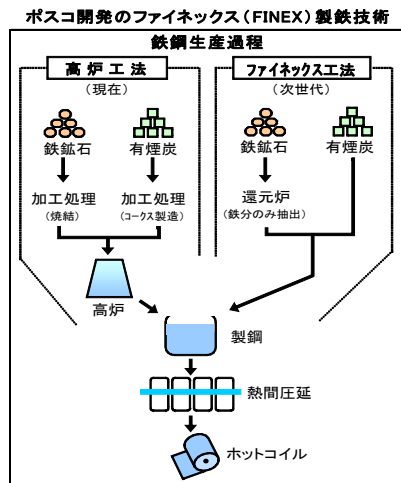 ポスコ開発のファイネックス（FINEX）製鉄技術
鉄鋼生産過程
高炉工法
（現在）
鉄鉱石
有煙炭
加工処理
（焼結）
加工処理
（コークス製造）
高炉
ファイネックス工法
（次世代）
鉄鉱石
有煙炭
還元炉
（鉄分のみ抽出）
製鋼
熱間圧延
ホットコイル